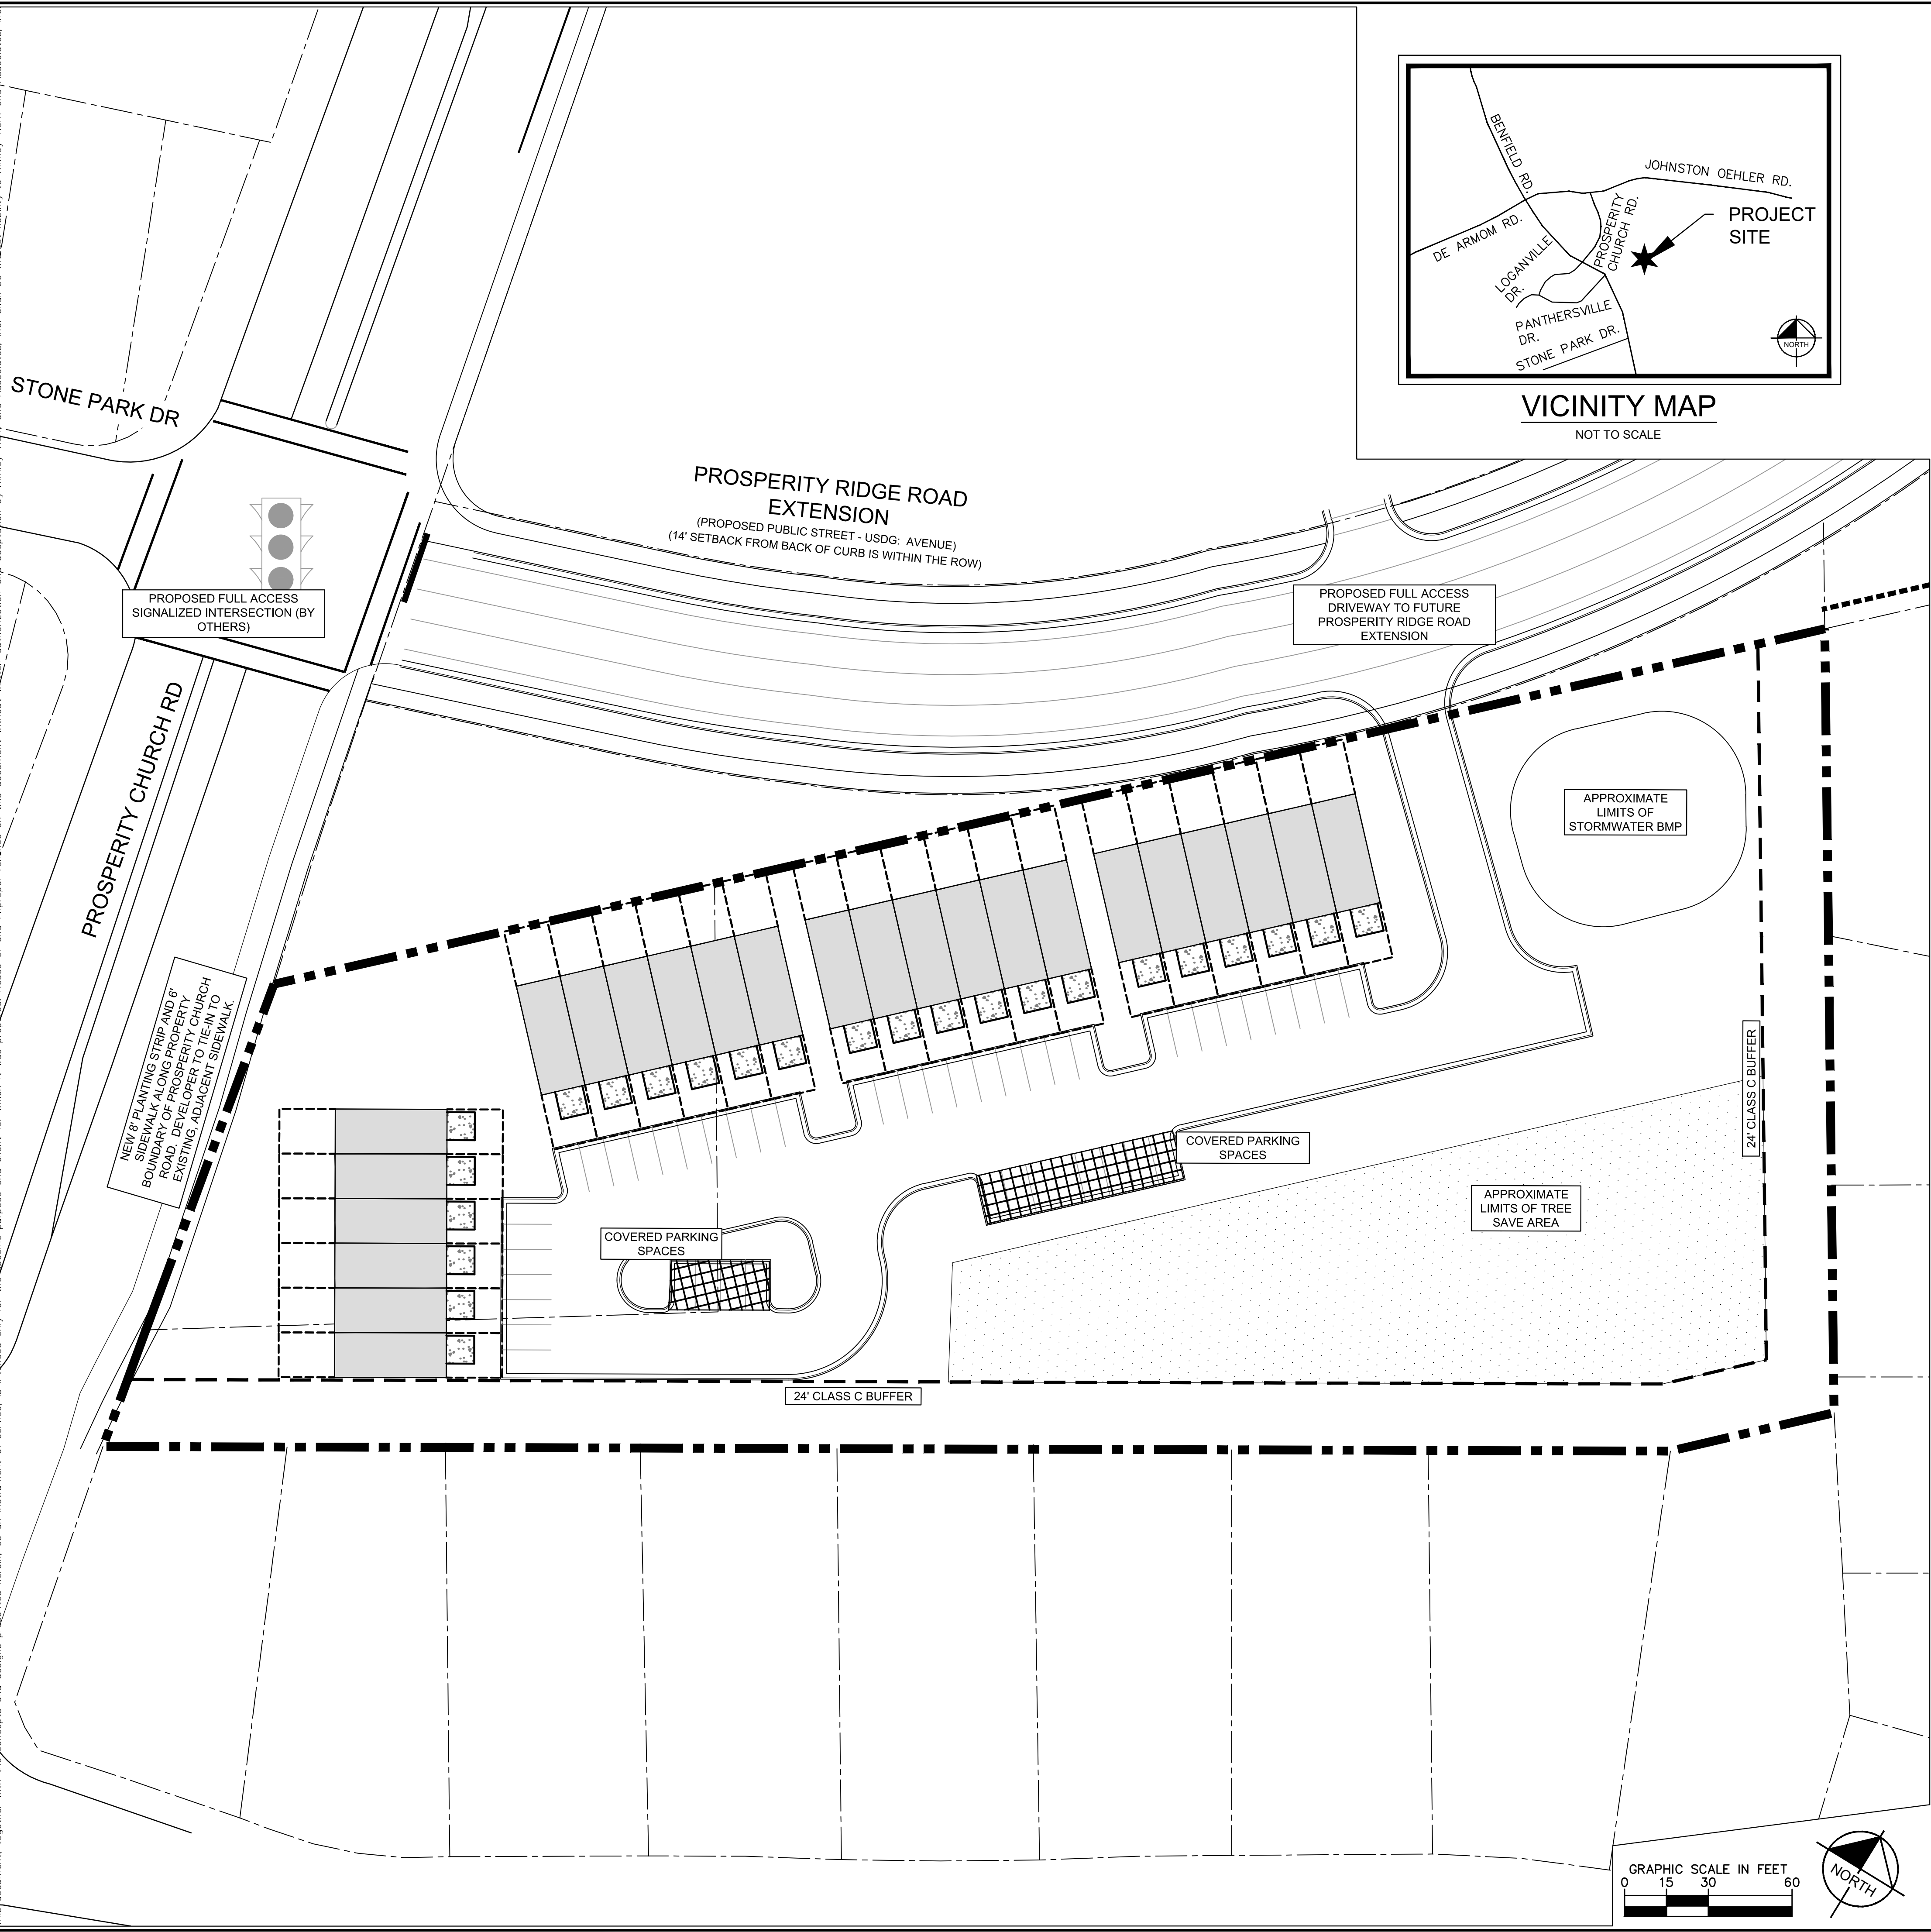 BENFIELD RD.
JOHNSTON OEHLER RD.
DE ARMOM RD.
LOGANVILLE
DR.
PROSPERITY
CHURCH RD.
PROJECT
SITE
PANTHERSVILLE
DR.
STONE PARK DR.
NORTH
VICINITY MAP
NOT TO SCALE
STONE PARK DR
PROSPERITY RIDGE ROAD
EXTENSION
(PROPOSED PUBLIC STREET - USDG: AVENUE)
(14' SETBACK FROM BACK OF CURB IS WITHIN THE ROW)
PROPOSED FULL ACCESS
SIGNALIZED INTERSECTION (BY
OTHERS)
PROPOSED FULL ACCESS
DRIVEWAY TO FUTURE
PROSPERITY RIDGE ROAD
EXTENSION
PROSPERITY CHURCH RD
APPROXIMATE
LIMITS OF
STORMWATER BMP
NEW 8' PLANTING STRIP AND 6'
SIDEWALK ALONG PROPERTY
BOUNDARY OF PROSPERITY CHURCH
ROAD. DEVELOPER TO TIE-IN TO
EXISTING, ADJACENT SIDEWALK.
24' CLASS C BUFFER
COVERED PARKING
SPACES
APPROXIMATE
LIMITS OF TREE
SAVE AREA
COVERED PARKING
SPACES
24' CLASS C BUFFER
GRAPHIC SCALE IN FEET
0 15 30 60
NORTH